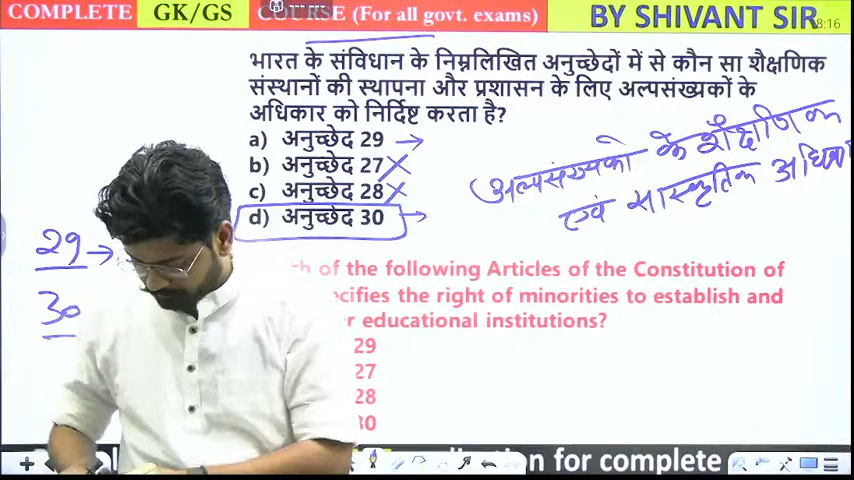 COMPLETE GK/GS COURSE (For all govt. exams) BY SHIVANT SIR
8:16
भारत के संविधान के निम्नलिखित अनुच्छेदों में से कौन सा शैक्षणिक
संस्थानों की स्थापना और प्रशासन के लिए अल्पसंख्यकों के
अधिकार को निर्दिष्ट करता है?
a) अनुच्छेद 29
b) अनुच्छेद 27
c) अनुच्छेद 28
d) अनुच्छेद 30
अल्पसंख्यको के शैक्षणिक
एवं सास्कृतिक
29
30
of the following Articles of the Constitution of
the right of minorities to establish and
educational institutions?
29
27
28
30
for complete